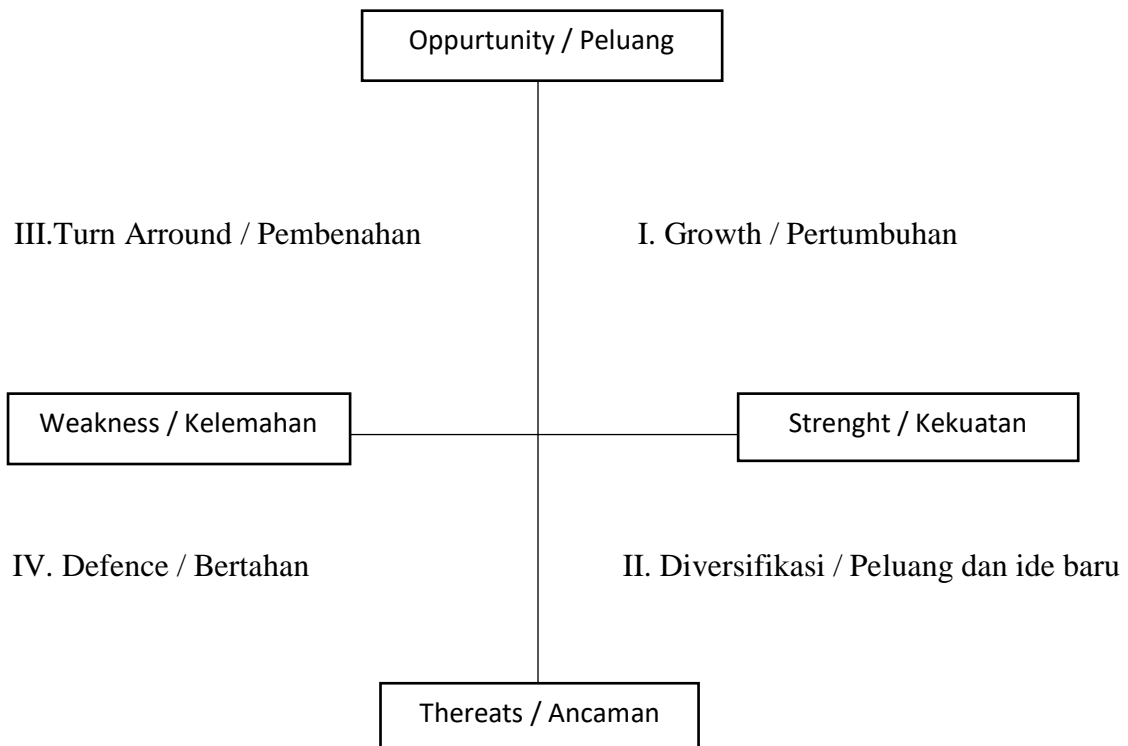 Oppurtunity / Peluang
III.Turn Arround / Pembenahan
I. Growth / Pertumbuhan
Weakness / Kelemahan
Strenght / Kekuatan
IV. Defence / Bertahan
II. Diversifikasi / Peluang dan ide baru
Thereats / Ancaman